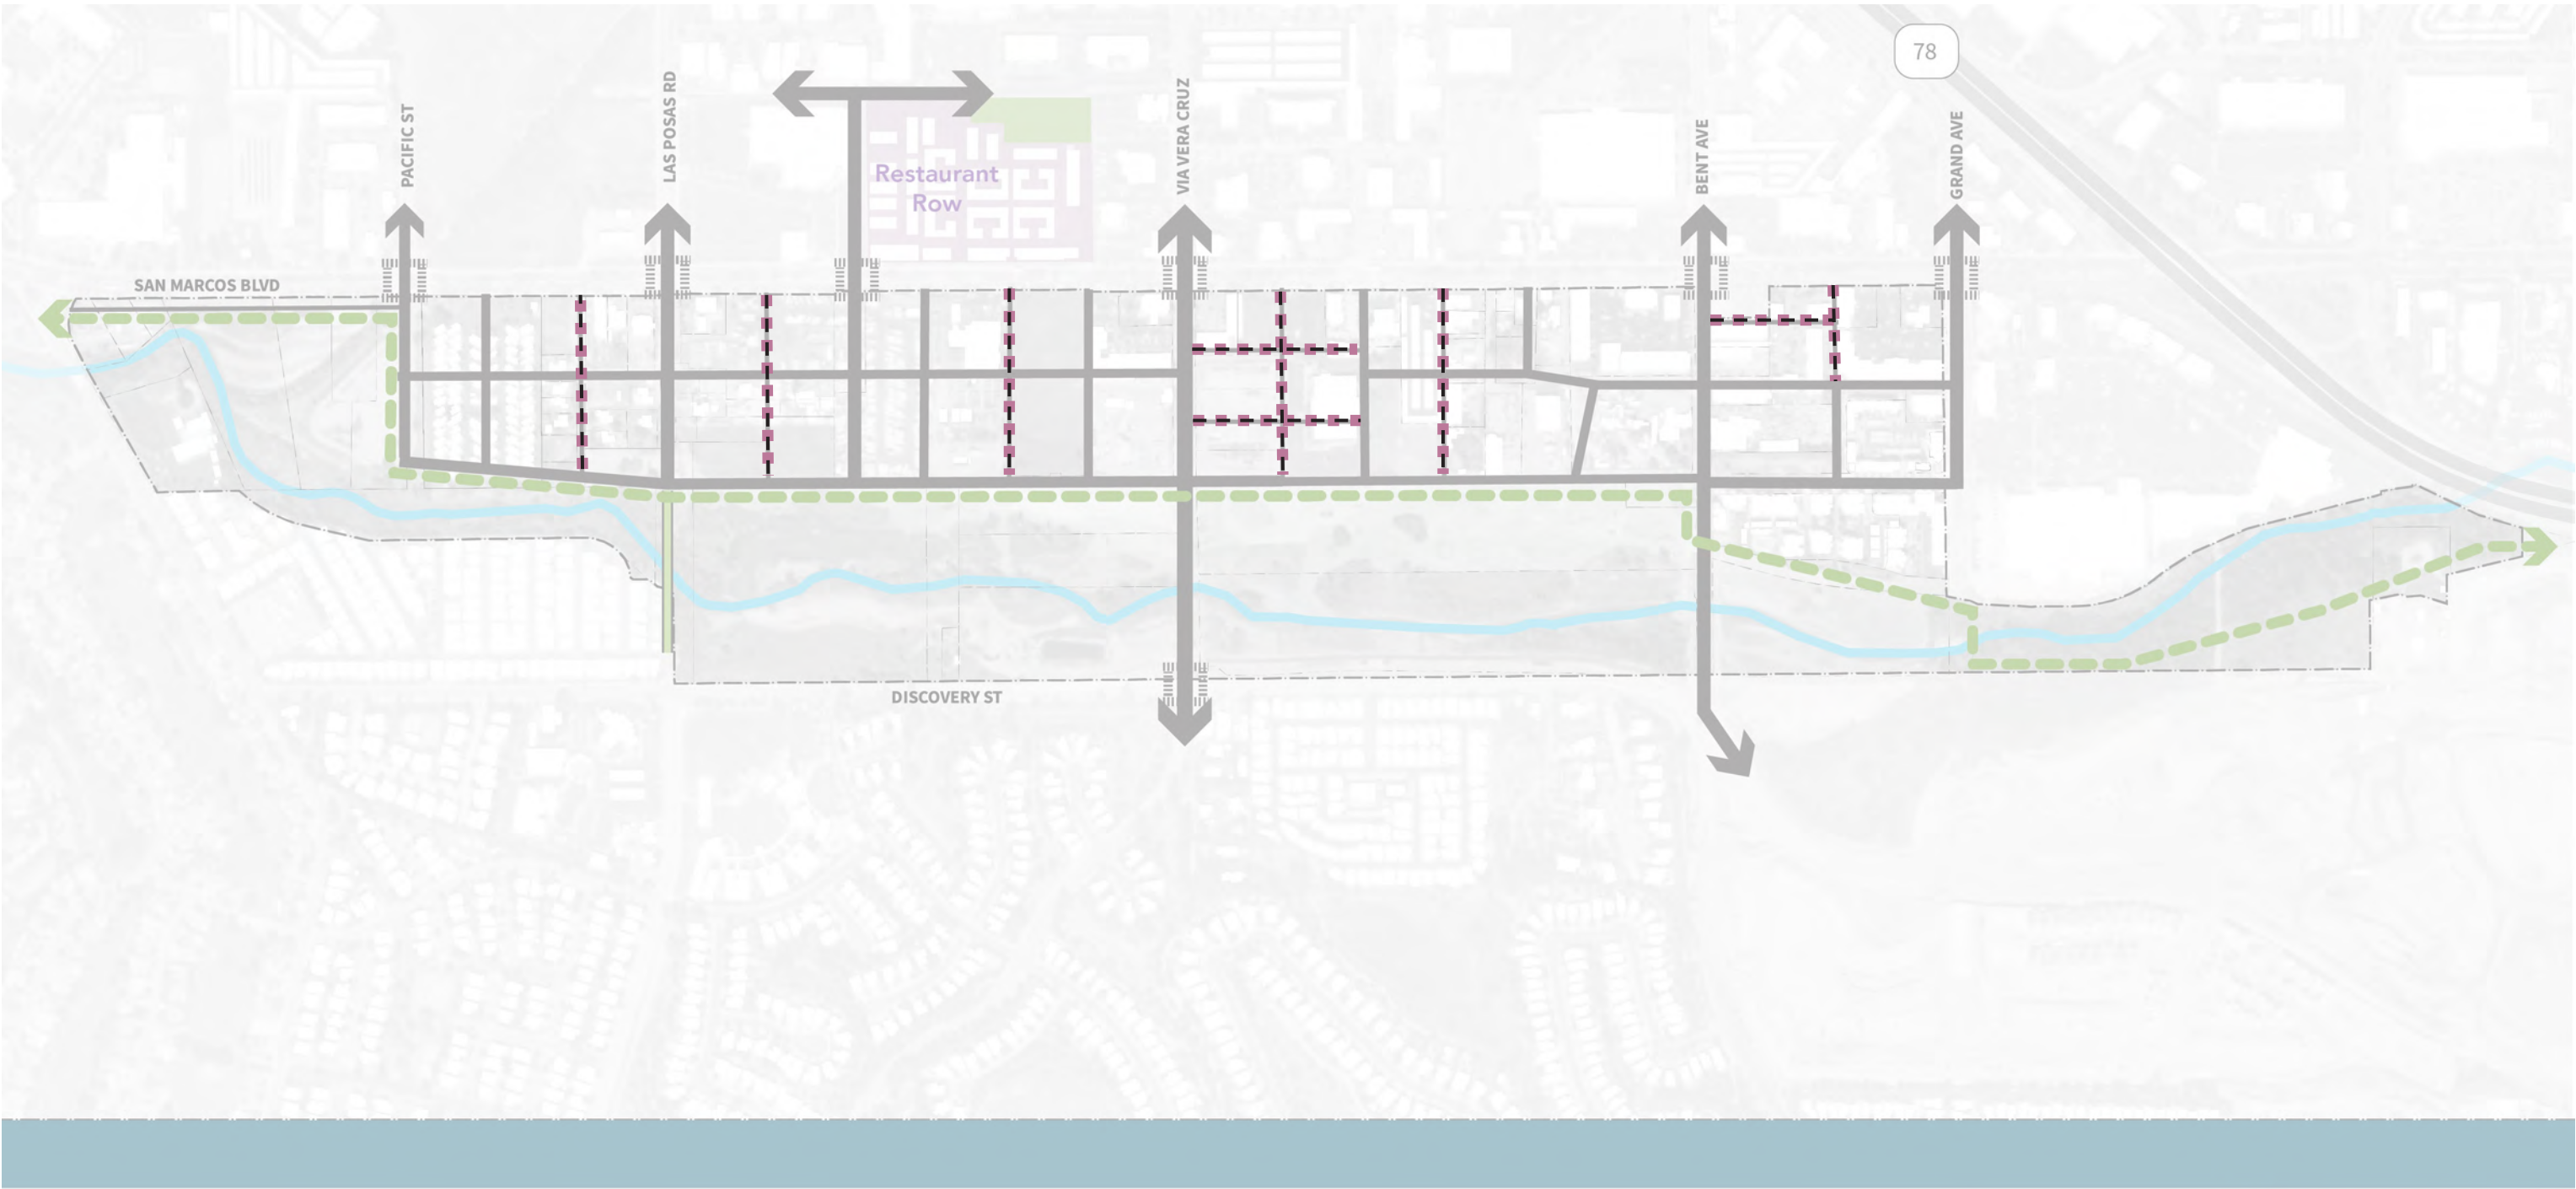 78
PACIFIC ST
LAS POSAS RD
VIA VERA CRUZ
BENT AVE
GRAND AVE
Restaurant
Row
SAN MARCOS BLVD
DISCOVERY ST